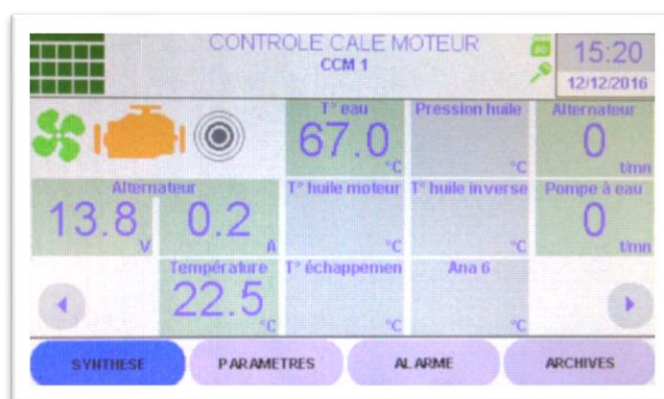 CONTROLE CALE MOTEUR
CCM 1
15:20
12/12/2016
T° eau
67.0
°C
Pression huile
°C
Alternateur
0
t/mn
Alternateur
13.8
V
0.2
A
T° huile moteur
°C
T° huile inverse
°C
Pompe à eau
0
t/mn
Température
22.5
°C
T° échappemen
°C
Ana 6
°C
SYNTHESE
PARAMETRES
ALARME
ARCHIVES